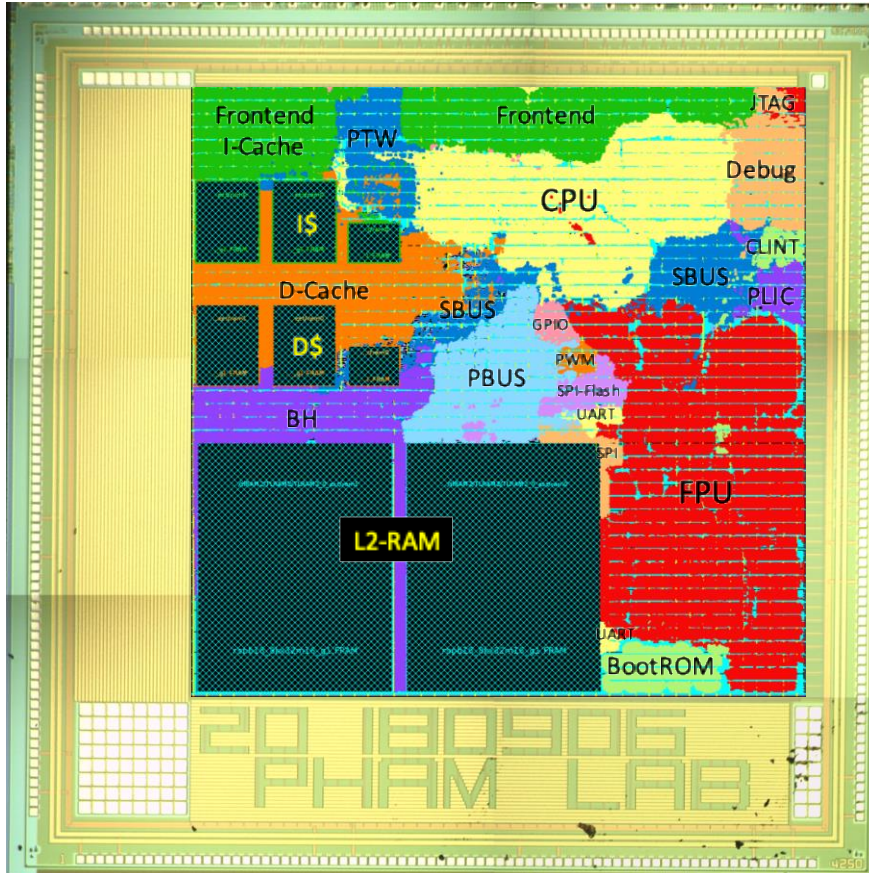 JTAG
Frontend
I-Cache
PTW
Frontend
Debug
CPU
I$
CLINT
SBUS
PLIC
D-Cache
SBUS
GPIO
D$
PWM
PBUS
SPI-Flash
UART
BH
SPI
FPU
L2-RAM
UART
BootROM
20 180906
PHAM LAB
4250